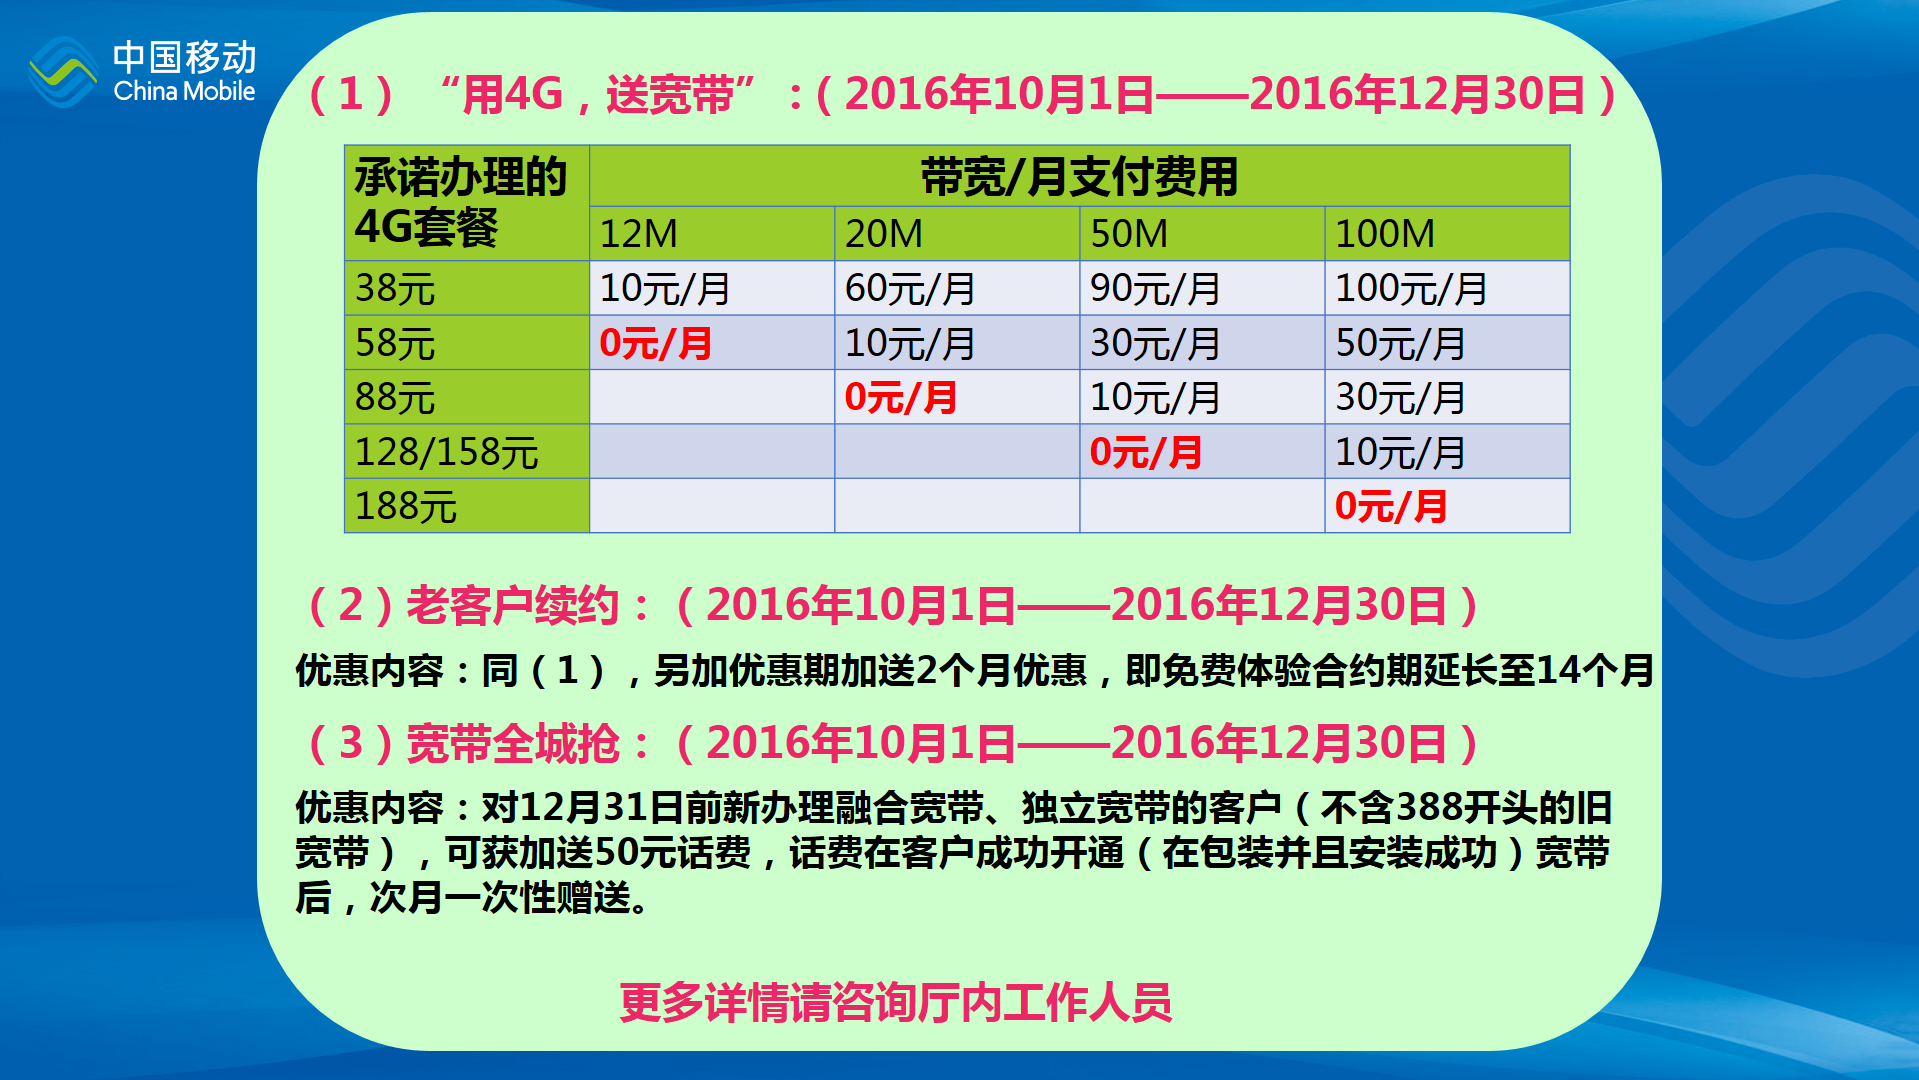 中国移动
China Mobile
（1） “用4G，送宽带” ：（2016年10月1日——2016年12月30日）
承诺办理的
4G套餐
带宽/月支付费用
12M 20M 50M 100M
38元 10元/月 60元/月 90元/月 100元/月
58元 0元/月 10元/月 30元/月 50元/月
88元 0元/月 10元/月 30元/月
128/158元 0元/月 10元/月
188元 0元/月
（2）老客户续约：（2016年10月1日——2016年12月30日）
优惠内容：同（1），另加优惠期加送2个月优惠，即免费体验合约期延长至14个月
（3）宽带全城抢：（2016年10月1日——2016年12月30日）
优惠内容：对12月31日前新办理融合宽带、独立宽带的客户（不含388开头的旧
宽带），可获加送50元话费，话费在客户成功开通（在包装并且安装成功）宽带
后，次月一次性赠送。
更多详情请咨询厅内工作人员